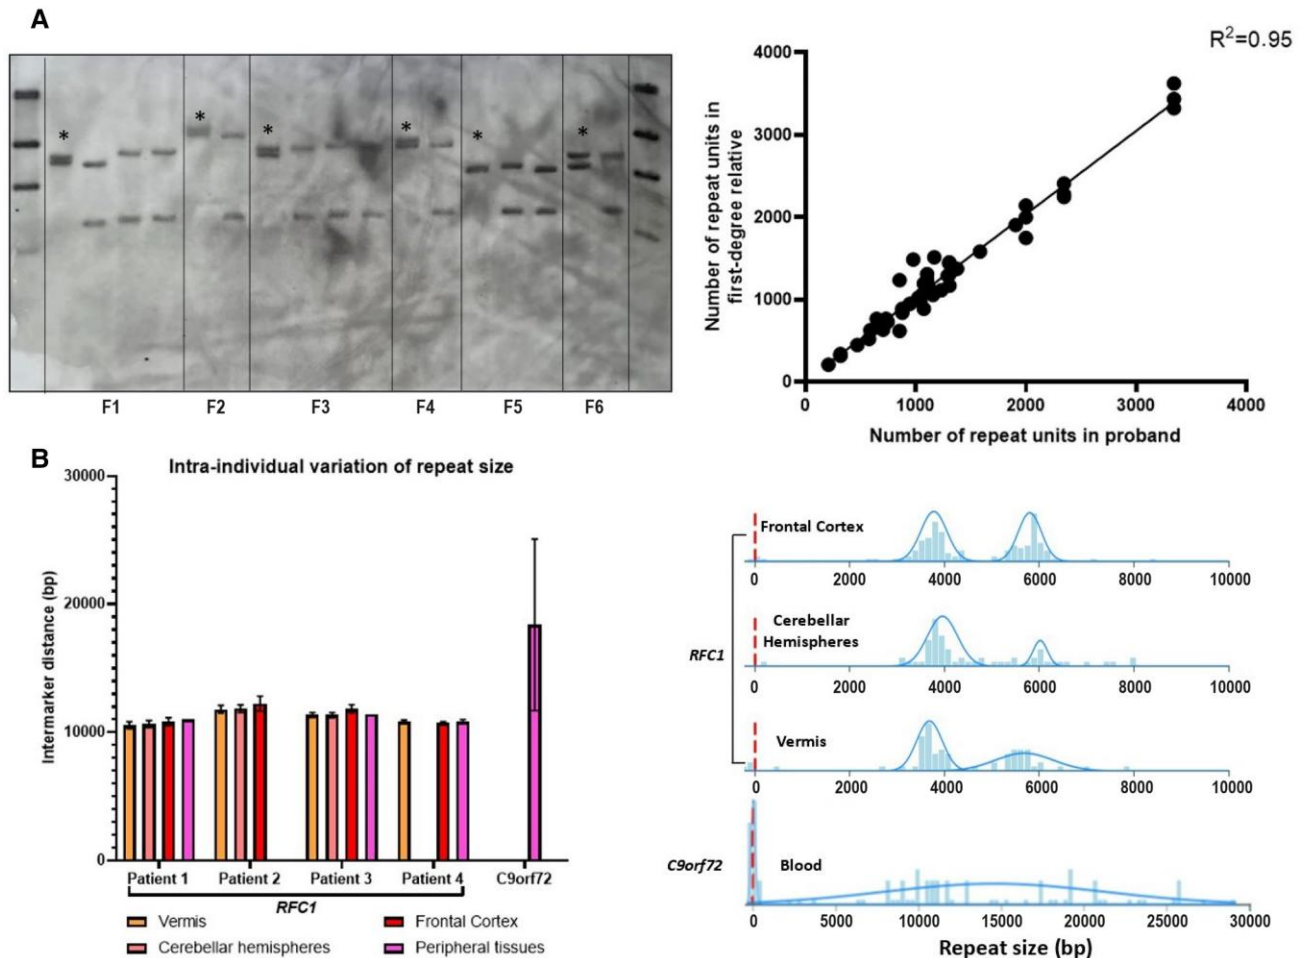 A
*
*
*
*
*
*
F1 F2 F3 F4 F5 F6
R²=0.95
Number of repeat units in
first-degree relative
4000
3000
2000
1000
0
0 1000 2000 3000 4000
Number of repeat units in proband
B
Intra-individual variation of repeat size
Intermarker distance (bp)
30000
20000
10000
0
Patient 1 Patient 2 Patient 3 Patient 4 C9orf72
RFC1
Vermis
Frontal Cortex
Cerebellar hemispheres
Peripheral tissues
RFC1
Frontal Cortex
0 2000 4000 6000 8000 10000
Cerebellar
Hemispheres
0 2000 4000 6000 8000 10000
Vermis
0 2000 4000 6000 8000 10000
C9orf72
Blood
0 5000 10000 15000 20000 25000 30000
Repeat size (bp)